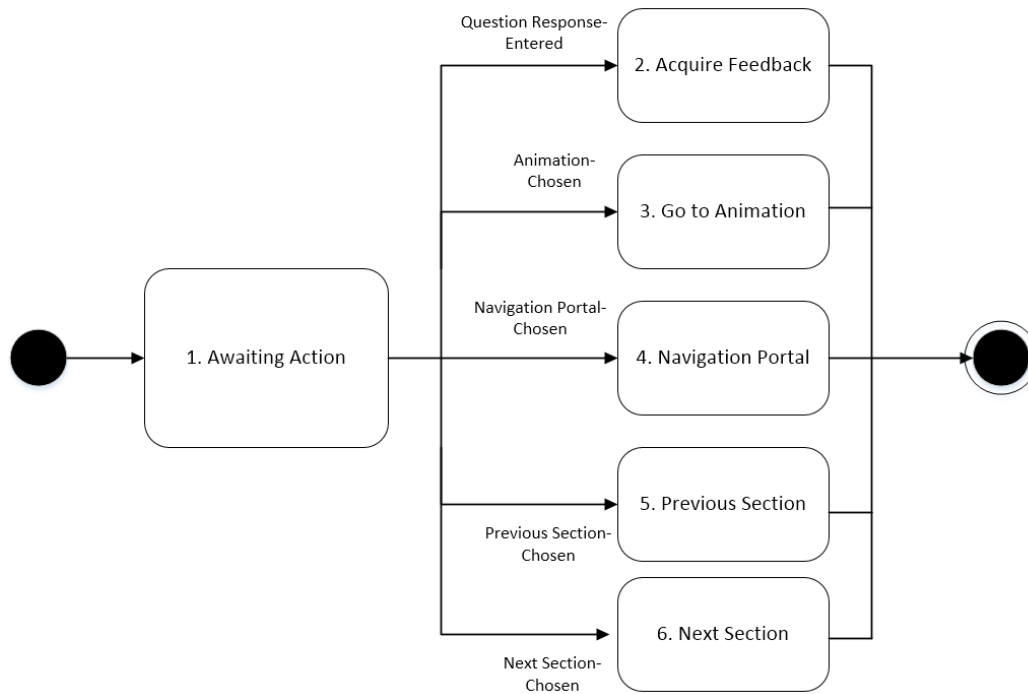 Question Response-
Entered
2. Acquire Feedback
Animation-
Chosen
3. Go to Animation
Navigation Portal-
Chosen
1. Awaiting Action
4. Navigation Portal
5. Previous Section
Previous Section-
Chosen
6. Next Section
Next Section-
Chosen